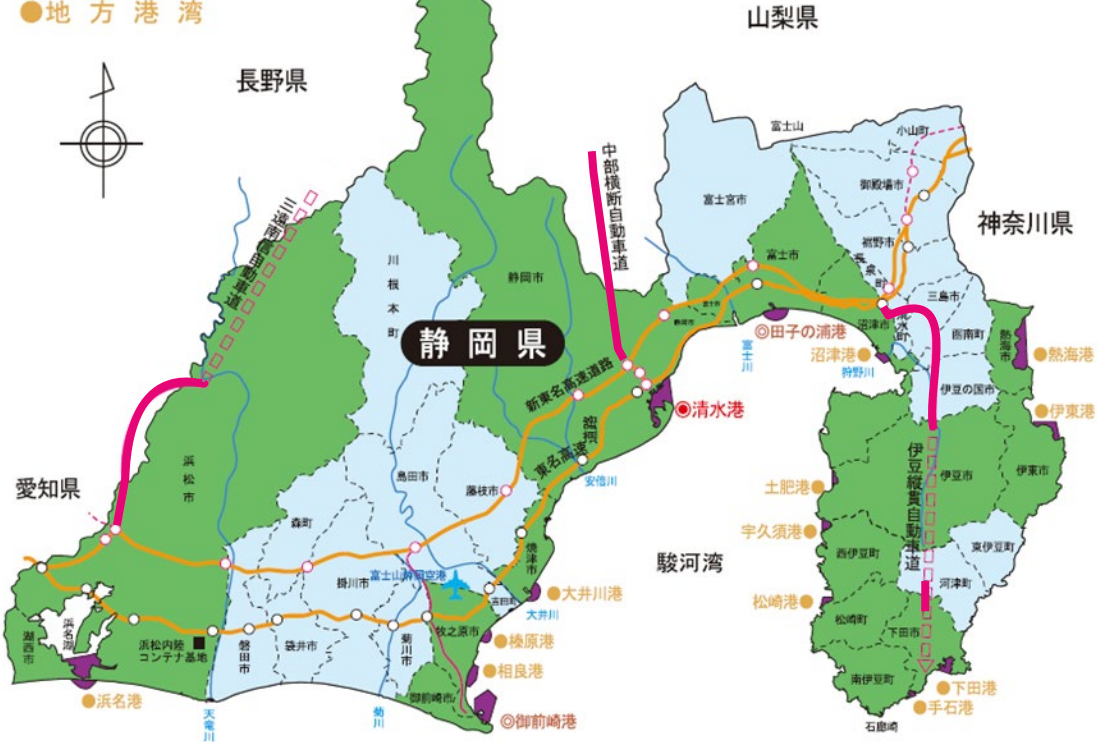 ●地方港湾
山梨県
長野県
富士山
小山町
中部横断自動車道
御殿場市
三遠南信自動車道
富士宮市
神奈川県
裾野市
川根本町
静岡市
富士市
長泉町
三島市
富士市
静岡市
沼津市
清水町
函南町
熱海市
静岡県
◎田子の浦港
沼津港●
●熱海港
富士川
狩野川
新東名高速道路
伊豆の国市
◉清水港
●伊東港
東名高速道路
浜松市
伊豆縦貫自動車道
島田市
伊豆市
伊東市
愛知県
藤枝市
安倍川
土肥港●
森町
宇久須港●
焼津市
東伊豆町
西伊豆町
駿河湾
富士山静岡空港
掛川市
河津町
●大井川港
吉田町
松崎港●
大井川
浜名湖
湖西市
浜松内陸
コンテナ基地
磐田市
袋井市
菊川市
牧之原市
●榛原港
松崎町
下田市
●相良港
御前崎市
南伊豆町
●下田港
●浜名港
天竜川
菊川
◎御前崎港
●手石港
石廊崎